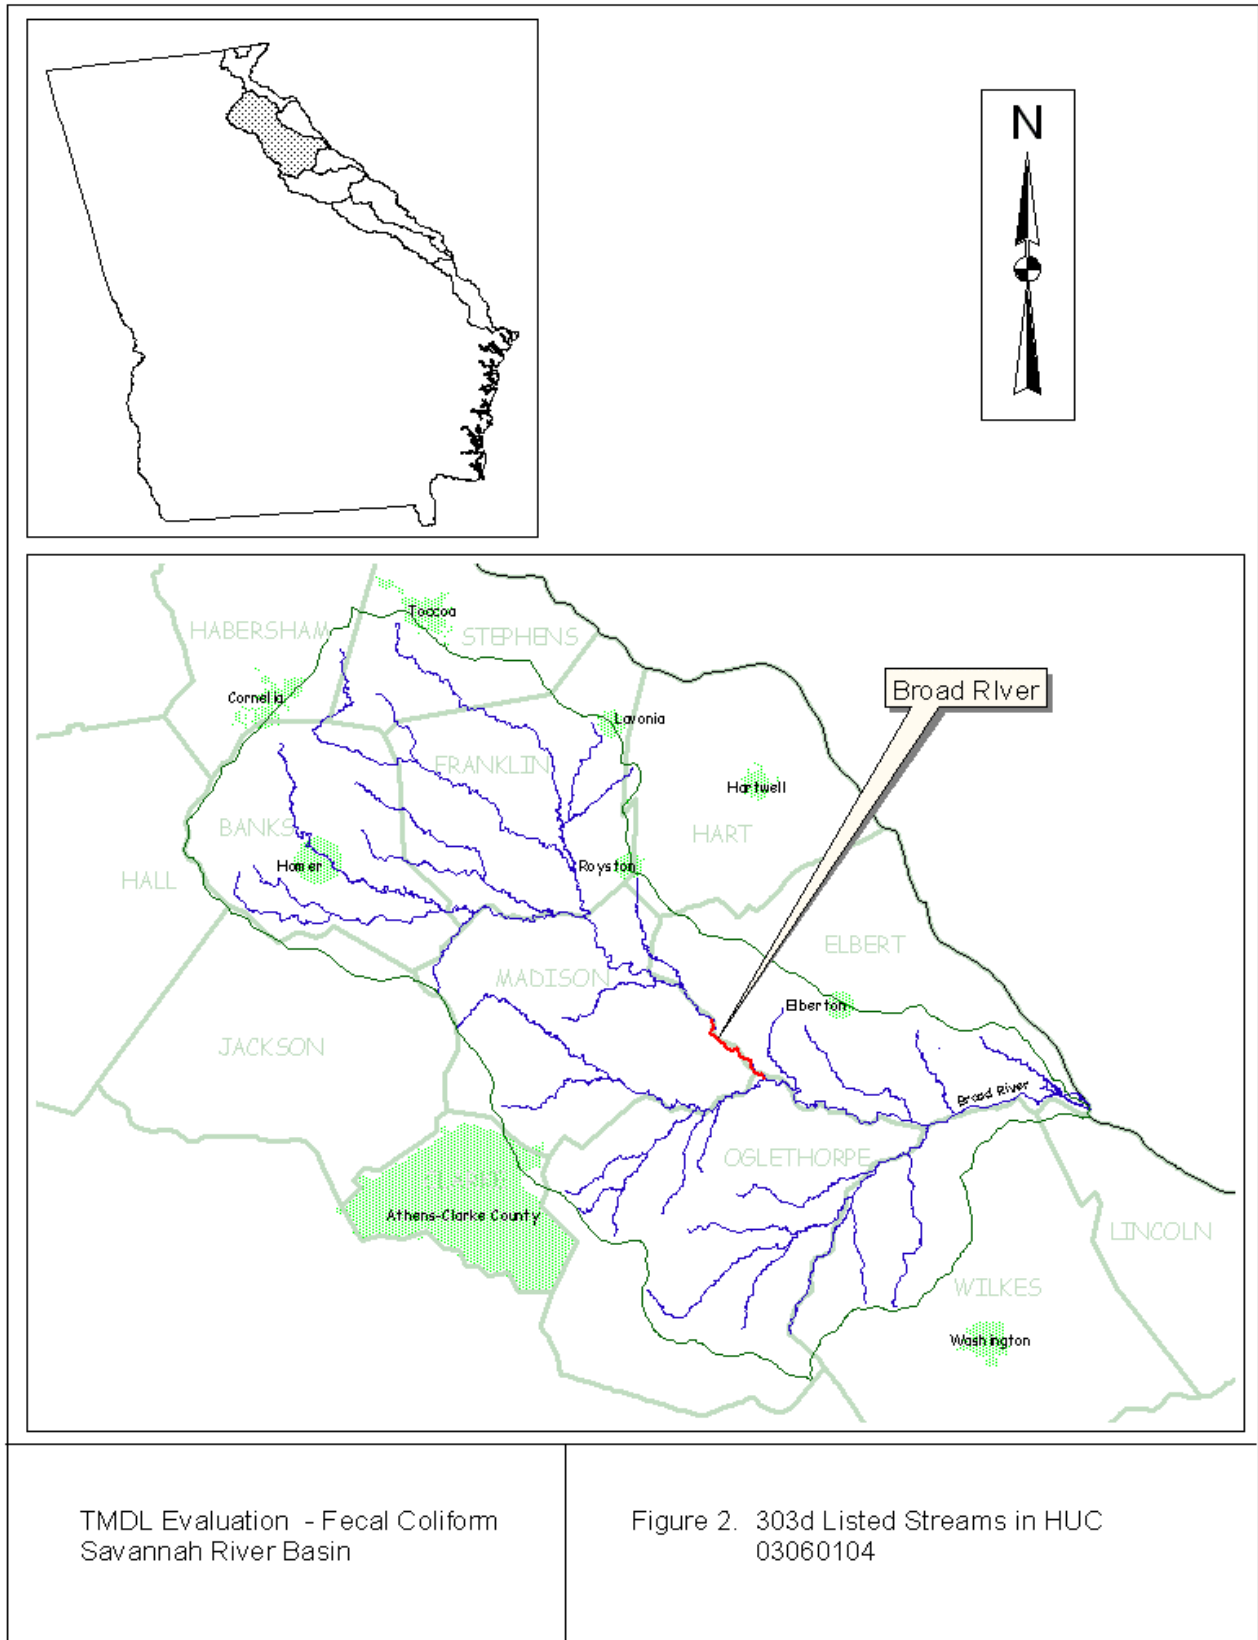 N
Toccoa
HABERSHAM
STEPHENS
Broad RIver
Cornelia
Lavonia
FRANKLIN
Hartwell
BANKS
HART
Homer
Royston
HALL
ELBERT
MADISON
Elberton
JACKSON
Broad River
OGLETHORPE
Athens-Clarke County
LINCOLN
WILKES
Washington
TMDL Evaluation - Fecal Coliform
Savannah River Basin
Figure 2. 303d Listed Streams in HUC
03060104